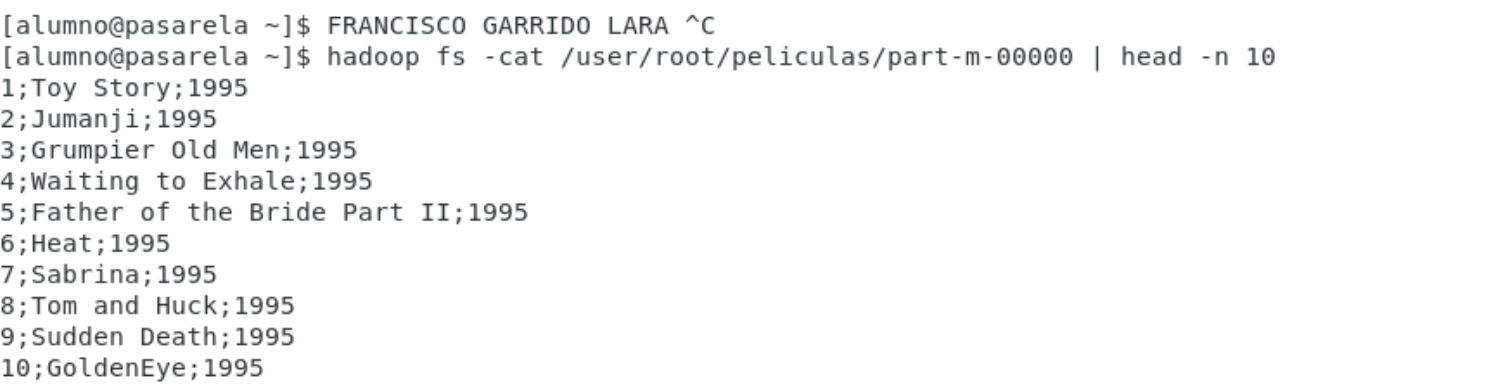 [alumno@pasarela ~]$ FRANCISCO GARRIDO LARA ^C
[alumno@pasarela ~]$ hadoop fs -cat /user/root/peliculas/part-m-00000 | head -n 10
1;Toy Story;1995
2;Jumanji;1995
3;Grumpier Old Men;1995
4;Waiting to Exhale;1995
5;Father of the Bride Part II;1995
6;Heat;1995
7;Sabrina;1995
8;Tom and Huck;1995
9;Sudden Death;1995
10;GoldenEye;1995